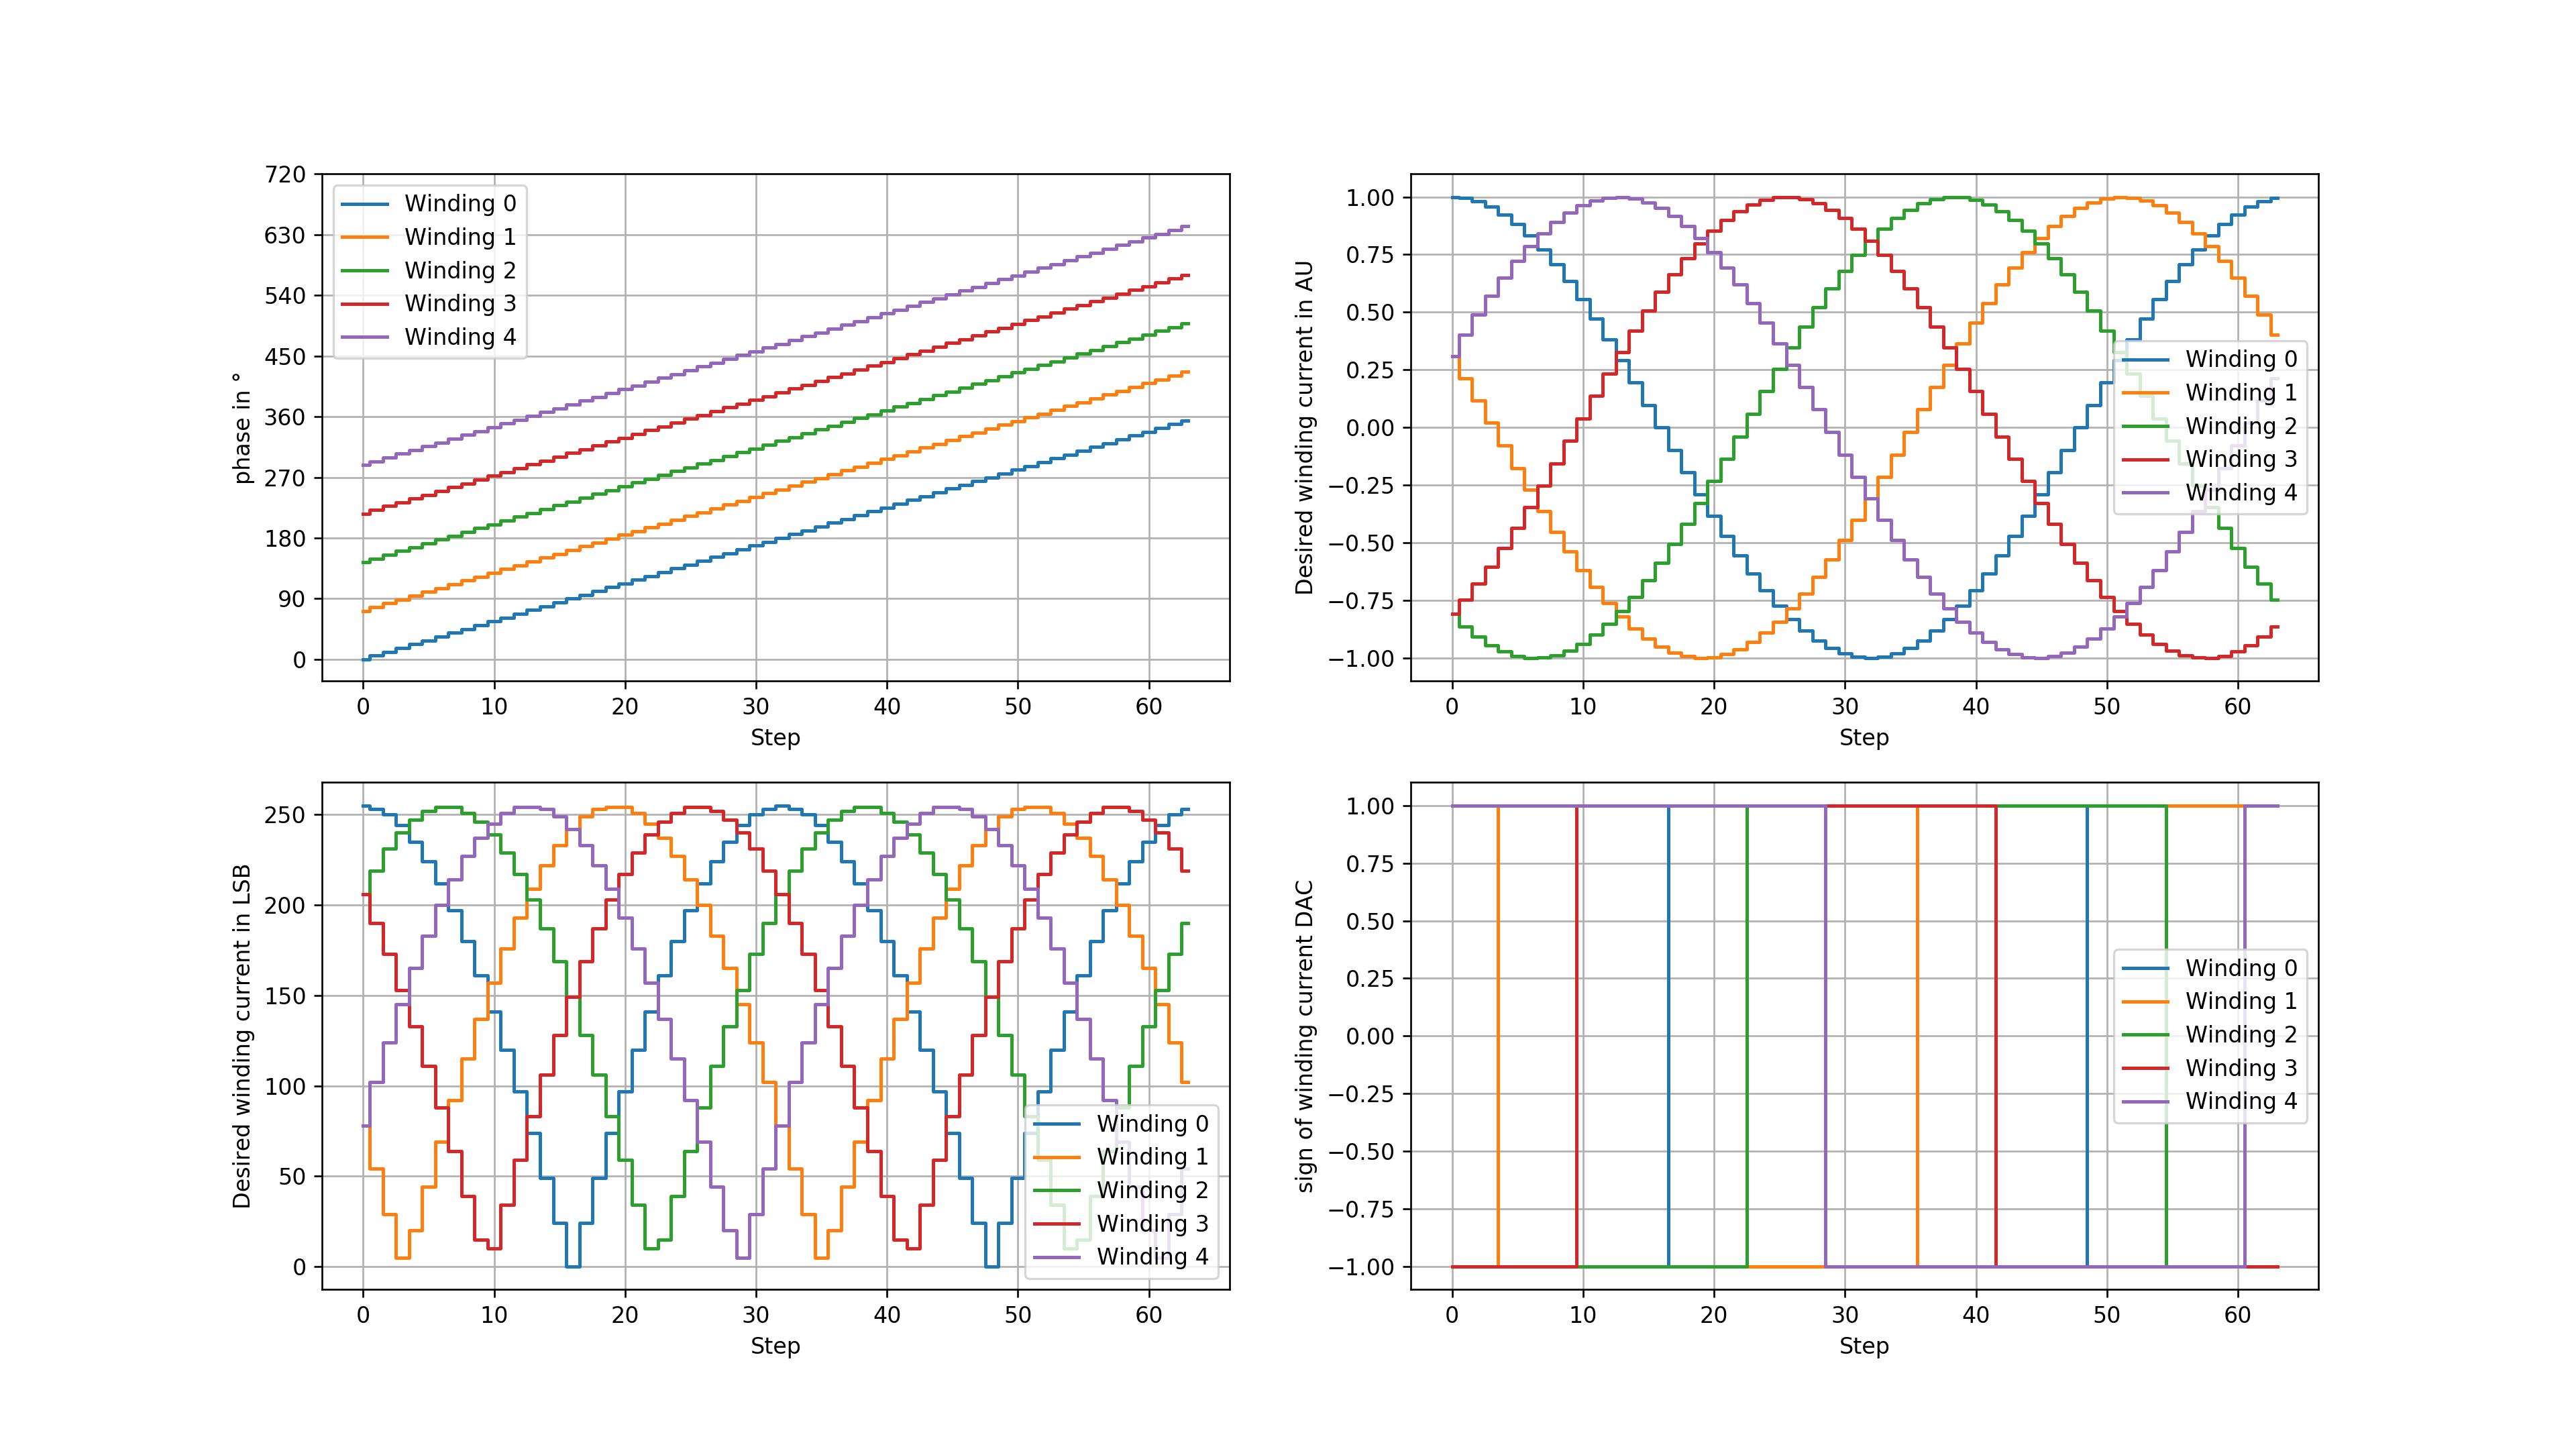 720
630
540
450
360
270
180
90
0
phase in °
Winding 0
Winding 1
Winding 2
Winding 3
Winding 4
0 10 20 30 40 50 60
Step
1.00
0.75
0.50
0.25
0.00
−0.25
−0.50
−0.75
−1.00
Desired winding current in AU
Winding 0
Winding 1
Winding 2
Winding 3
Winding 4
0 10 20 30 40 50 60
Step
250
200
150
100
50
0
Desired winding current in LSB
Winding 0
Winding 1
Winding 2
Winding 3
Winding 4
0 10 20 30 40 50 60
Step
1.00
0.75
0.50
0.25
0.00
−0.25
−0.50
−0.75
−1.00
sign of winding current DAC
Winding 0
Winding 1
Winding 2
Winding 3
Winding 4
0 10 20 30 40 50 60
Step